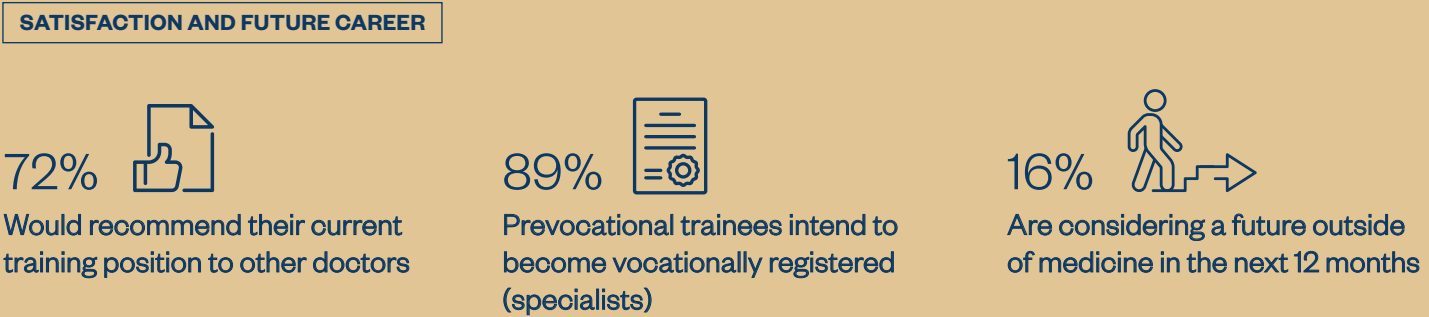 SATISFACTION AND FUTURE CAREER
72%
Would recommend their current
training position to other doctors
89%
Prevocational trainees intend to
become vocationally registered
(specialists)
16%
Are considering a future outside
of medicine in the next 12 months